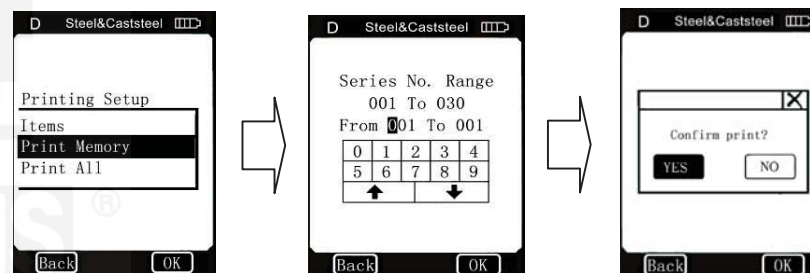 D Steel&Caststeel
Printing Setup
Items
Print Memory
Print All
Back OK
D Steel&Caststeel
Series No. Range
001 To 030
From 001 To 001
0 1 2 3 4
5 6 7 8 9
Back OK
D Steel&Caststeel
Confirm print?
YES NO
Back OK
S ®